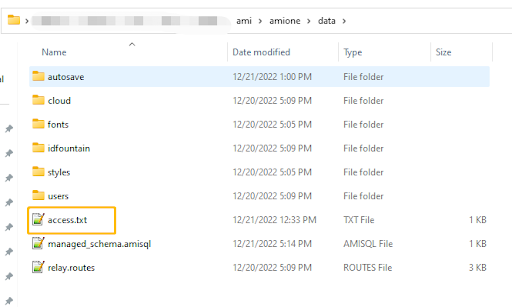 ami > amione > data >
Name Date modified Type Size
autosave 12/21/2022 1:00 PM File folder
cloud 12/20/2022 5:09 PM File folder
fonts 12/20/2022 5:05 PM File folder
idfountain 12/20/2022 5:09 PM File folder
styles 12/20/2022 5:05 PM File folder
users 12/20/2022 5:09 PM File folder
access.txt 12/21/2022 12:33 PM TXT File 1 KB
managed_schema.amisql 12/21/2022 5:14 PM AMISQL File 1 KB
relay.routes 12/20/2022 5:09 PM ROUTES File 3 KB